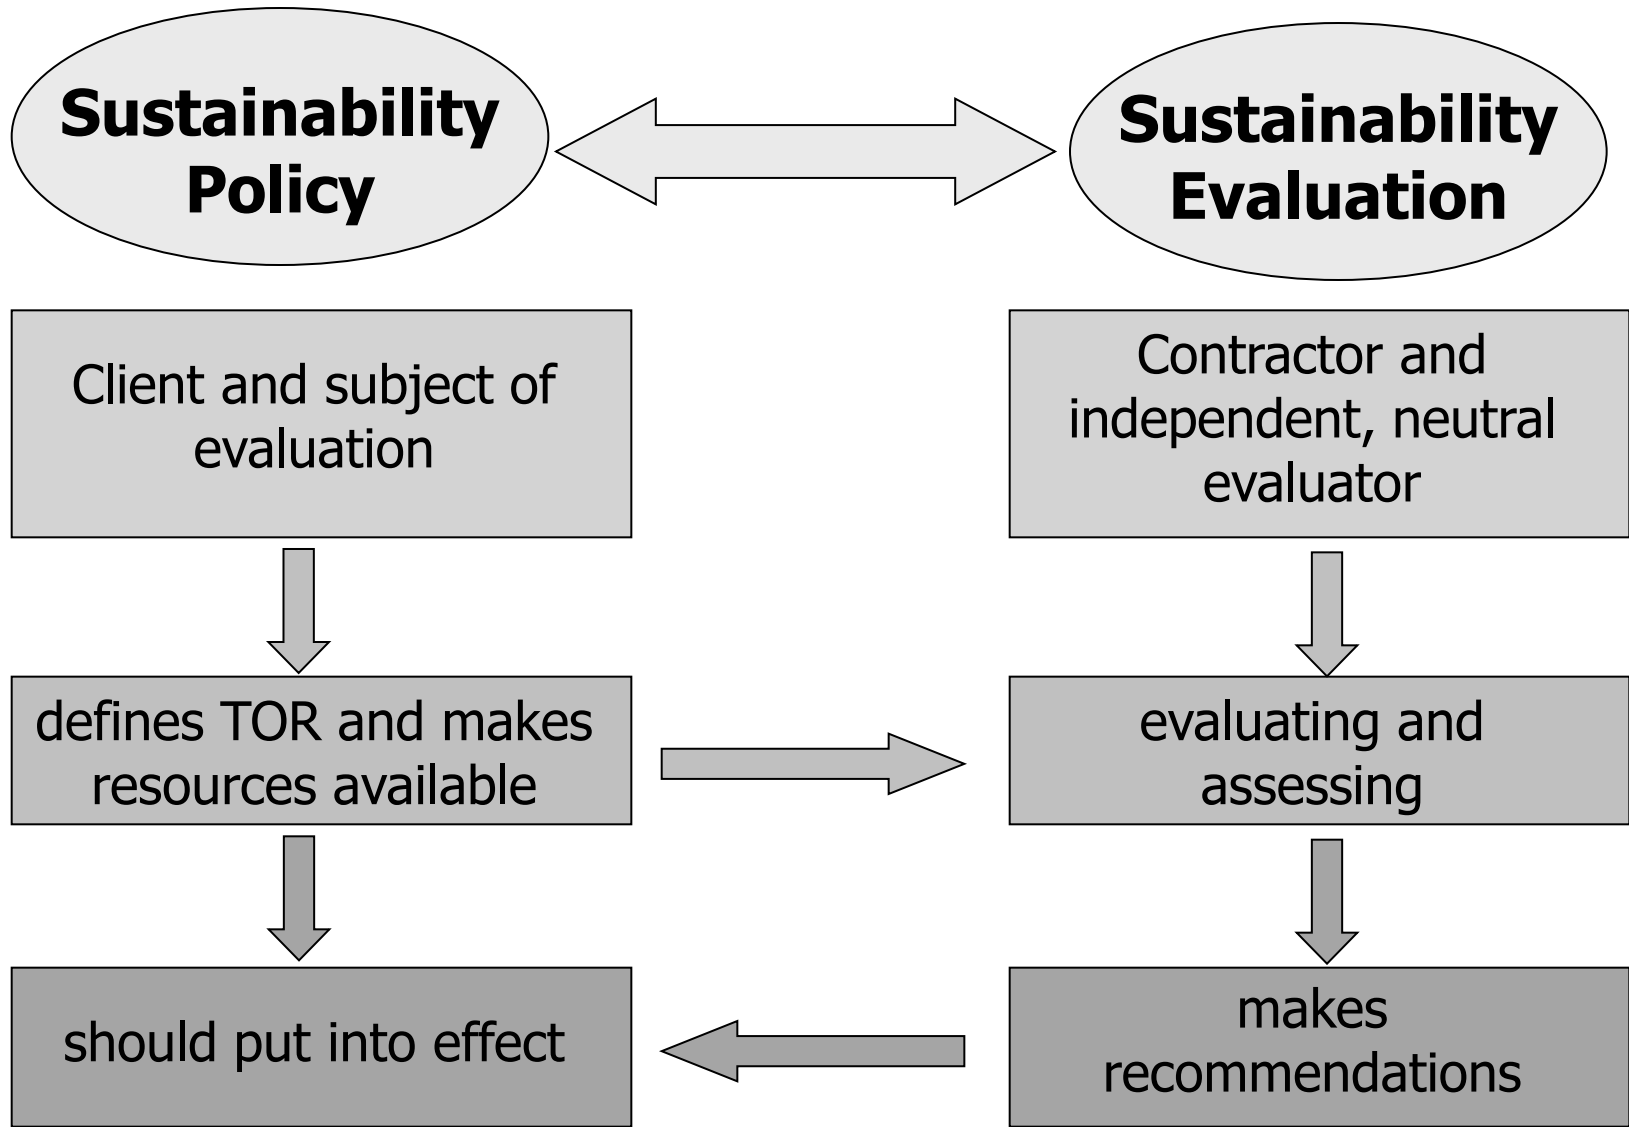 Sustainability
Policy
Sustainability
Evaluation
Client and subject of
evaluation
Contractor and
independent, neutral
evaluator
defines TOR and makes
resources available
evaluating and
assessing
should put into effect
makes
recommendations